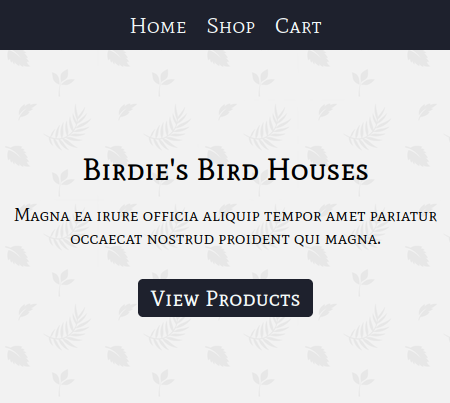 Home Shop Cart
Birdie's Bird Houses
Magna ea irure officia aliquip tempor amet pariatur
occaecat nostrud proident qui magna.
View Products